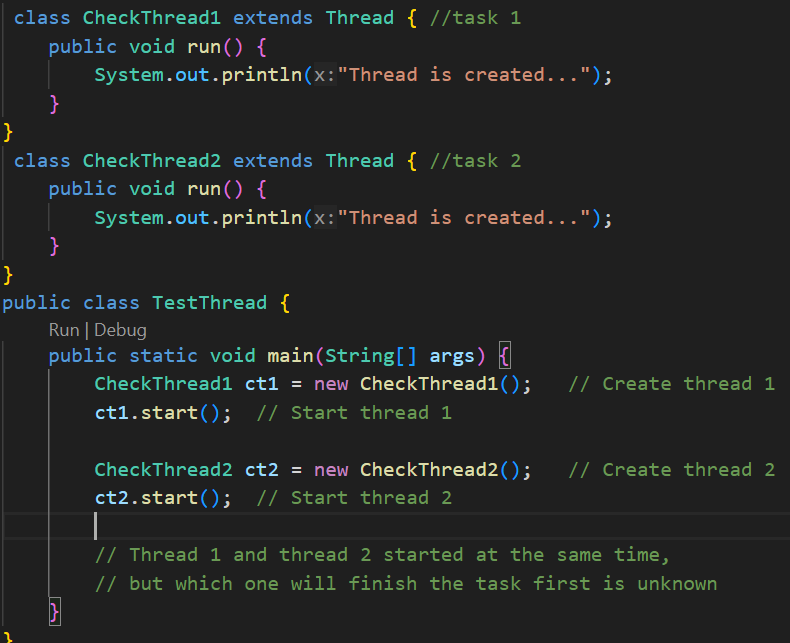 class CheckThread1 extends Thread { //task 1
public void run() {
System.out.println(x:"Thread is created...");
}
}
class CheckThread2 extends Thread { //task 2
public void run() {
System.out.println(x:"Thread is created...");
}
}
public class TestThread {
Run | Debug
public static void main(String[] args) {
CheckThread1 ct1 = new CheckThread1(); // Create thread 1
ct1.start(); // Start thread 1
CheckThread2 ct2 = new CheckThread2(); // Create thread 2
ct2.start(); // Start thread 2
// Thread 1 and thread 2 started at the same time,
// but which one will finish the task first is unknown
}
}